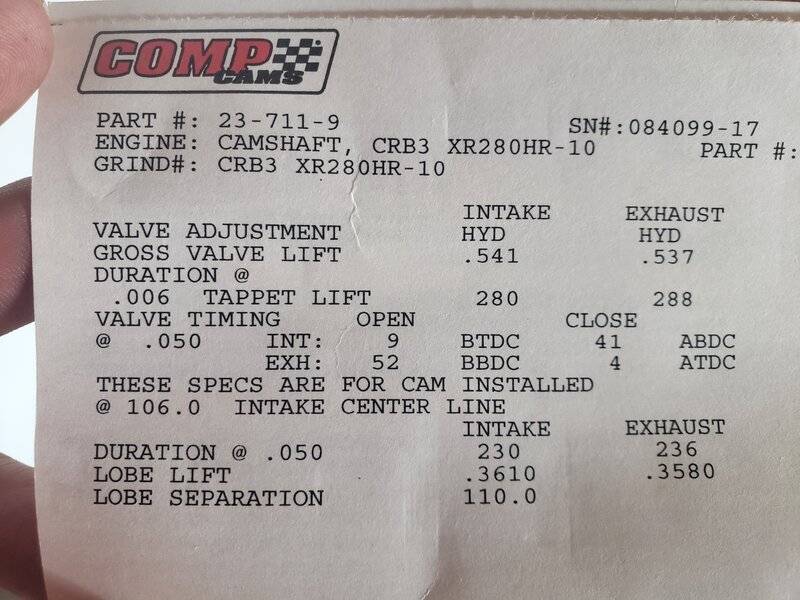 COMP
CAMS
PART #: 23-711-9 SN#:084099-17
ENGINE: CAMSHAFT, CRB3 XR280HR-10 PART #:
GRIND#: CRB3 XR280HR-10
INTAKE EXHAUST
VALVE ADJUSTMENT HYD HYD
GROSS VALVE LIFT .541 .537
DURATION @
.006 TAPPET LIFT 280 288
VALVE TIMING OPEN CLOSE
@ .050 INT: 9 BTDC 41 ABDC
EXH: 52 BBDC 4 ATDC
THESE SPECS ARE FOR CAM INSTALLED
@ 106.0 INTAKE CENTER LINE
INTAKE EXHAUST
DURATION @ .050 230 236
LOBE LIFT .3610 .3580
LOBE SEPARATION 110.0